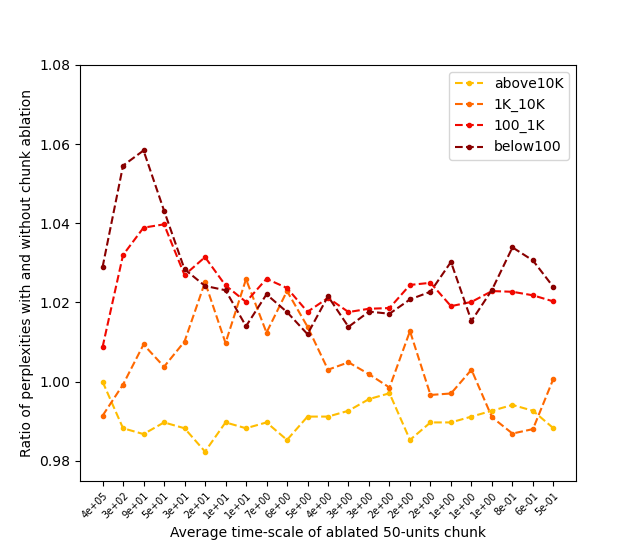 1.08
1.06
1.04
1.02
1.00
0.98
Ratio of perplexities with and without chunk ablation
above10K
1K_10K
100_1K
below100
4e+05 3e+02 9e+01 5e+01 3e+01 2e+01 1e+01 1e+01 7e+00 6e+00 5e+00 4e+00 3e+00 3e+00 2e+00 2e+00 2e+00 1e+00 1e+00 1e+00 8e-01 6e-01 5e-01
Average time-scale of ablated 50-units chunk